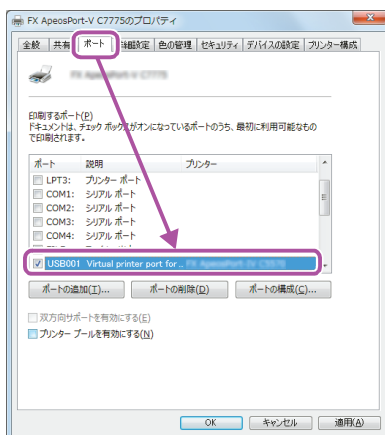 FX ApeosPort-V C7775のプロパティ
全般 共有 ポート 詳細設定 色の管理 セキュリティ デバイスの設定 プリンター構成
印刷するポート(P)
ドキュメントは、チェック ボックスがオンになっているポートのうち、最初に利用可能なもの
で印刷されます。
ポート 説明 プリンター
LPT3: プリンター ポート
COM1: シリアル ポート
COM2: シリアル ポート
COM3: シリアル ポート
COM4: シリアル ポート
USB001 Virtual printer port for ..
ポートの追加(T)... ポートの削除(D) ポートの構成(C)...
双方向サポートを有効にする(E)
プリンター プールを有効にする(N)
OK キャンセル 適用(A)